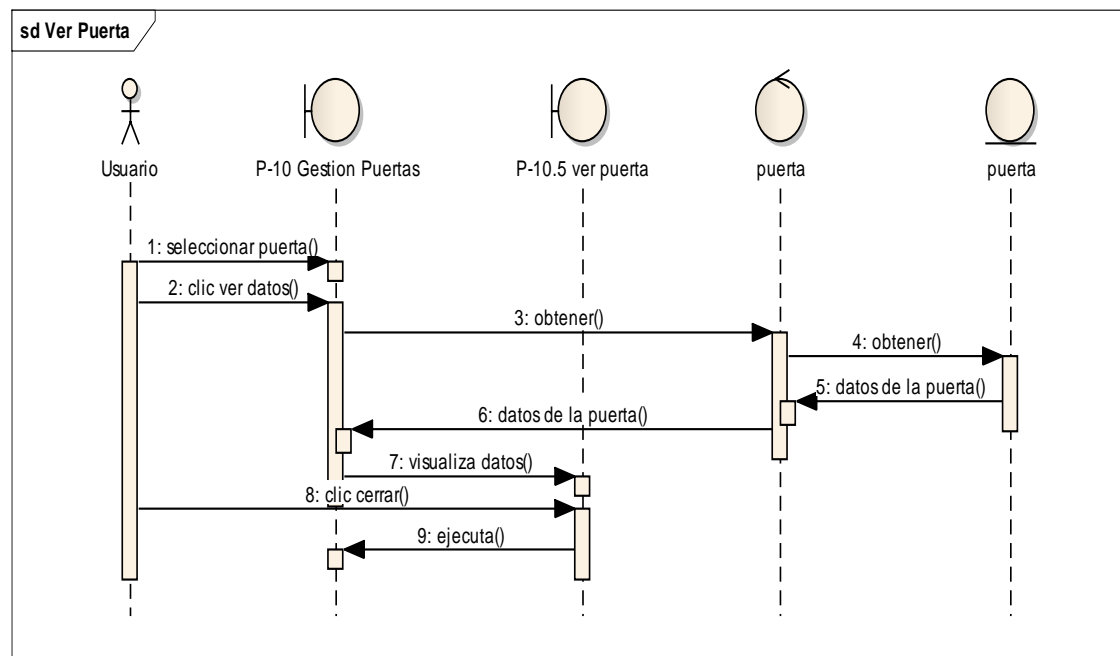 sd Ver Puerta
Usuario
P-10 Gestion Puertas
P-10.5 ver puerta
puerta
puerta
1: seleccionar puerta()
2: clic ver datos()
3: obtener()
4: obtener()
5: datos de la puerta()
6: datos de la puerta()
7: visualiza datos()
8: clic cerrar()
9: ejecuta()